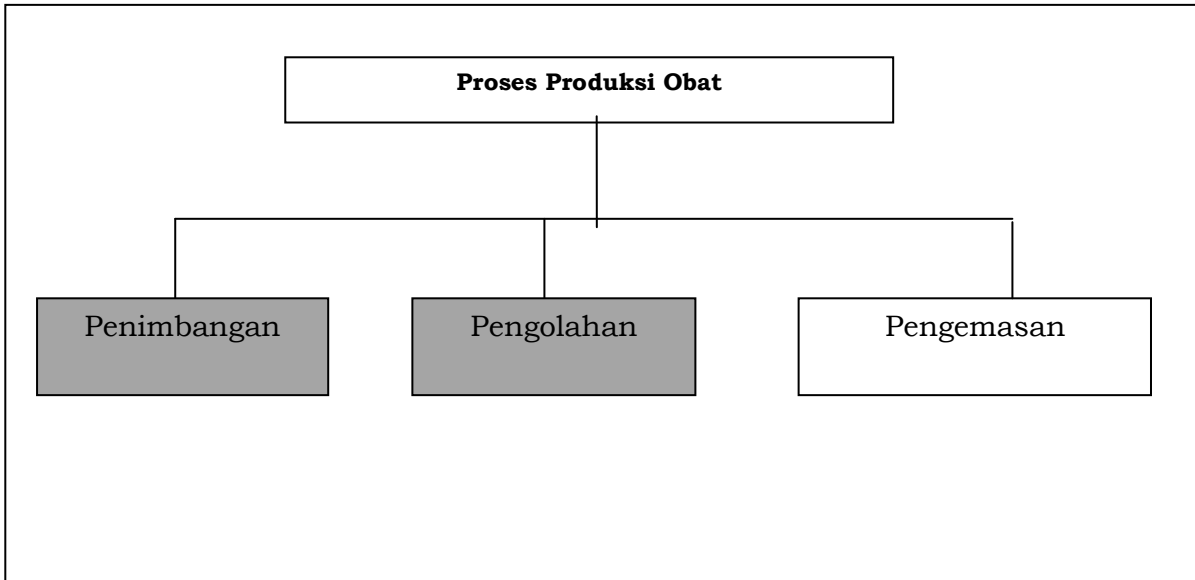 Proses Produksi Obat
Penimbangan
Pengolahan
Pengemasan